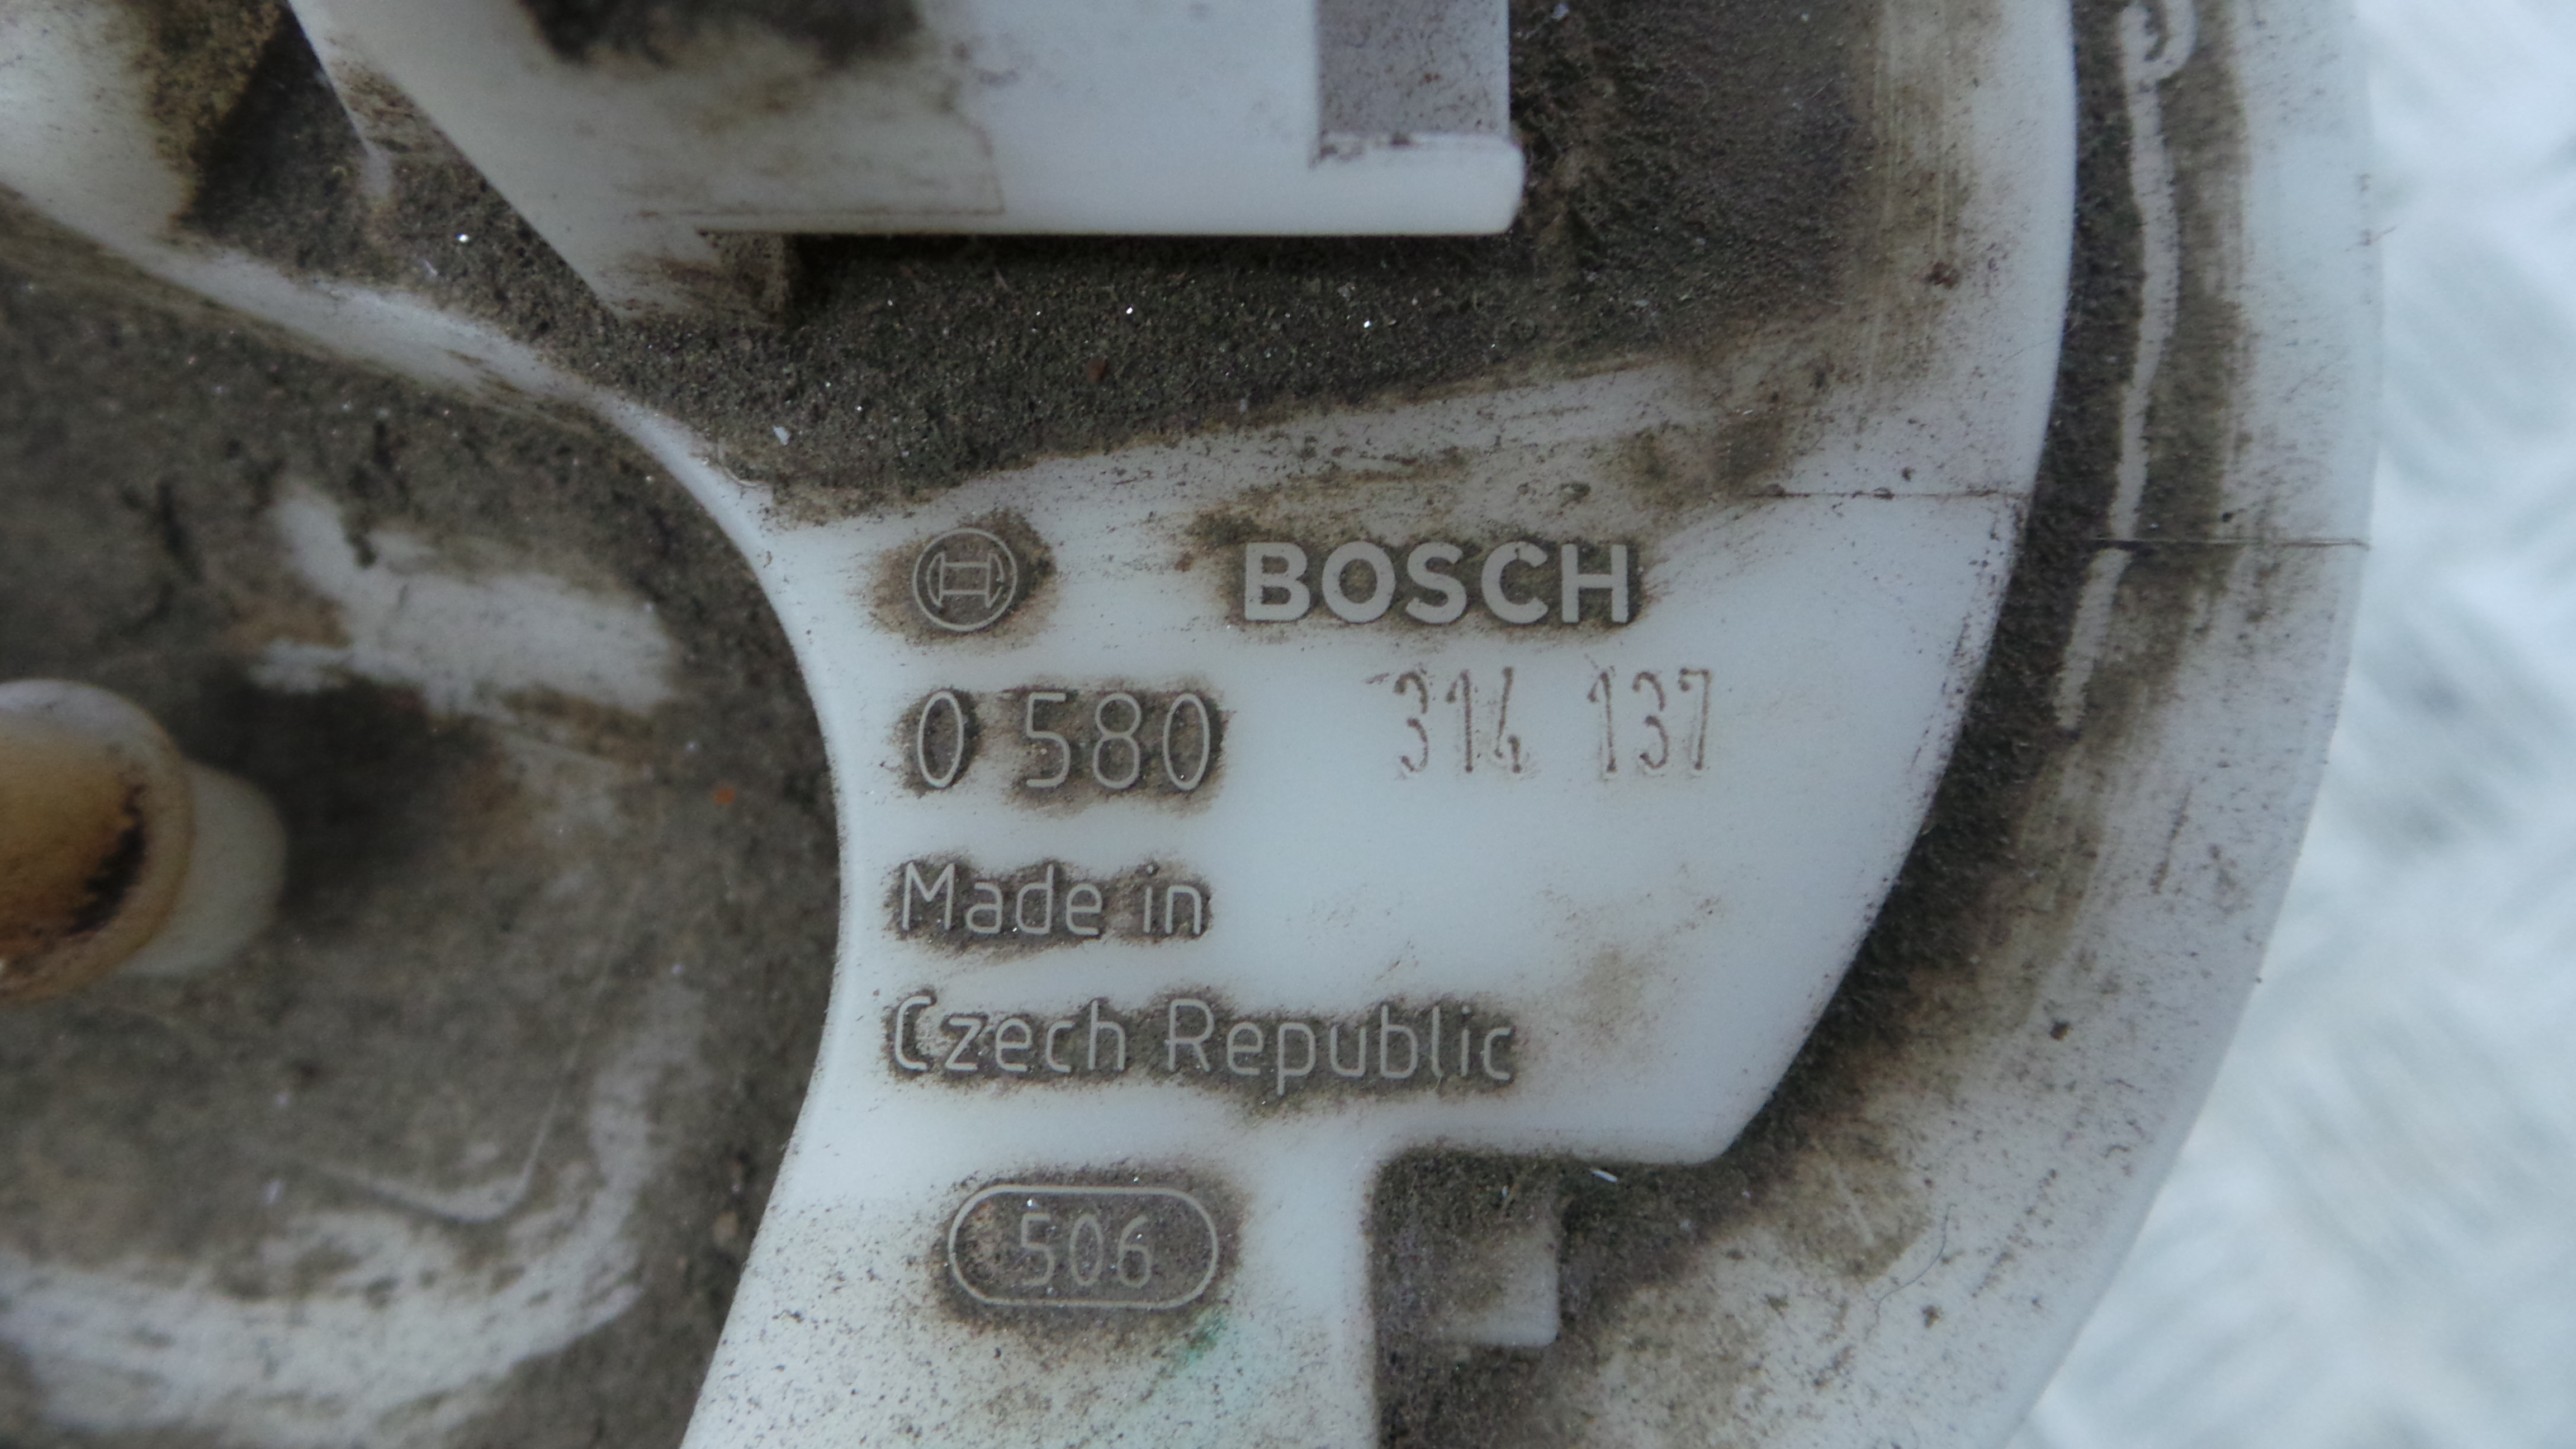 BOSCH
0 580 314 137
Made in
Czech Republic
506